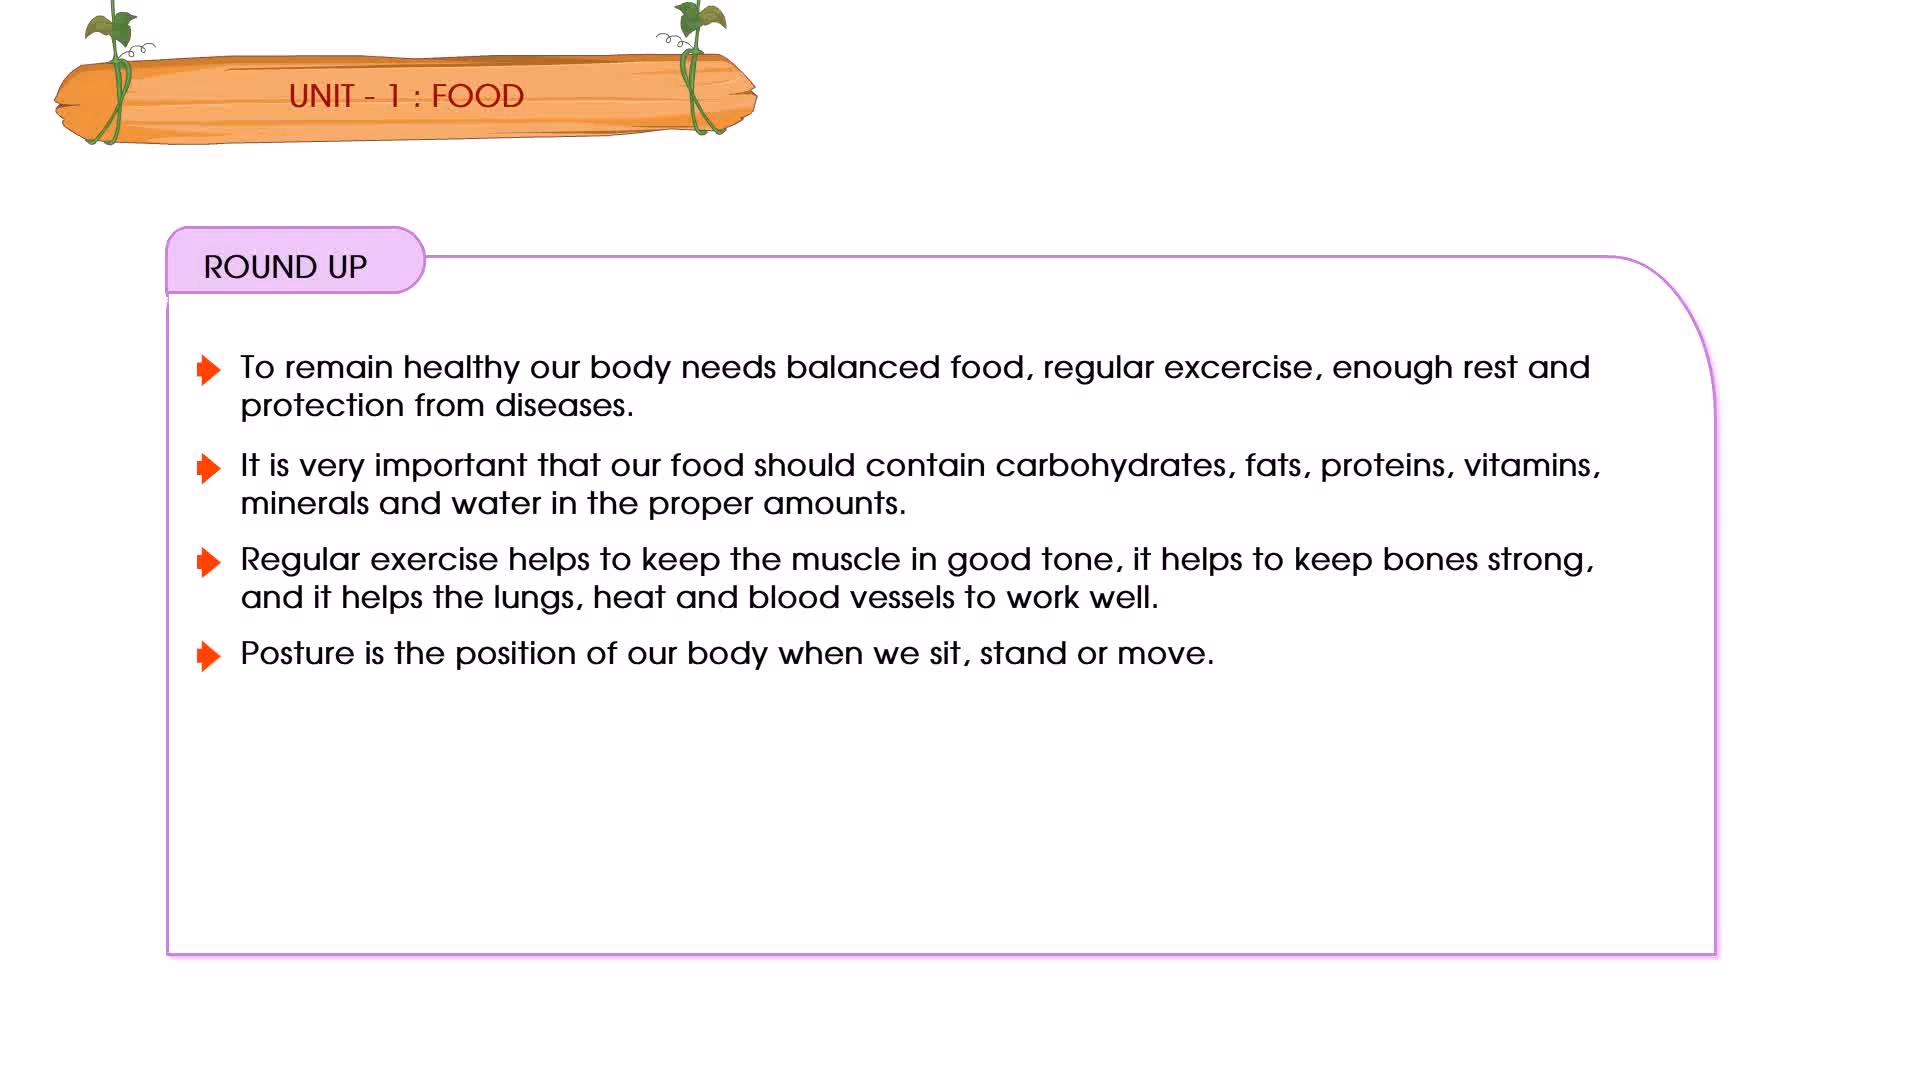 UNIT - 1 : FOOD
ROUND UP
To remain healthy our body needs balanced food, regular excercise, enough rest and
protection from diseases.
It is very important that our food should contain carbohydrates, fats, proteins, vitamins,
minerals and water in the proper amounts.
Regular exercise helps to keep the muscle in good tone, it helps to keep bones strong,
and it helps the lungs, heat and blood vessels to work well.
Posture is the position of our body when we sit, stand or move.